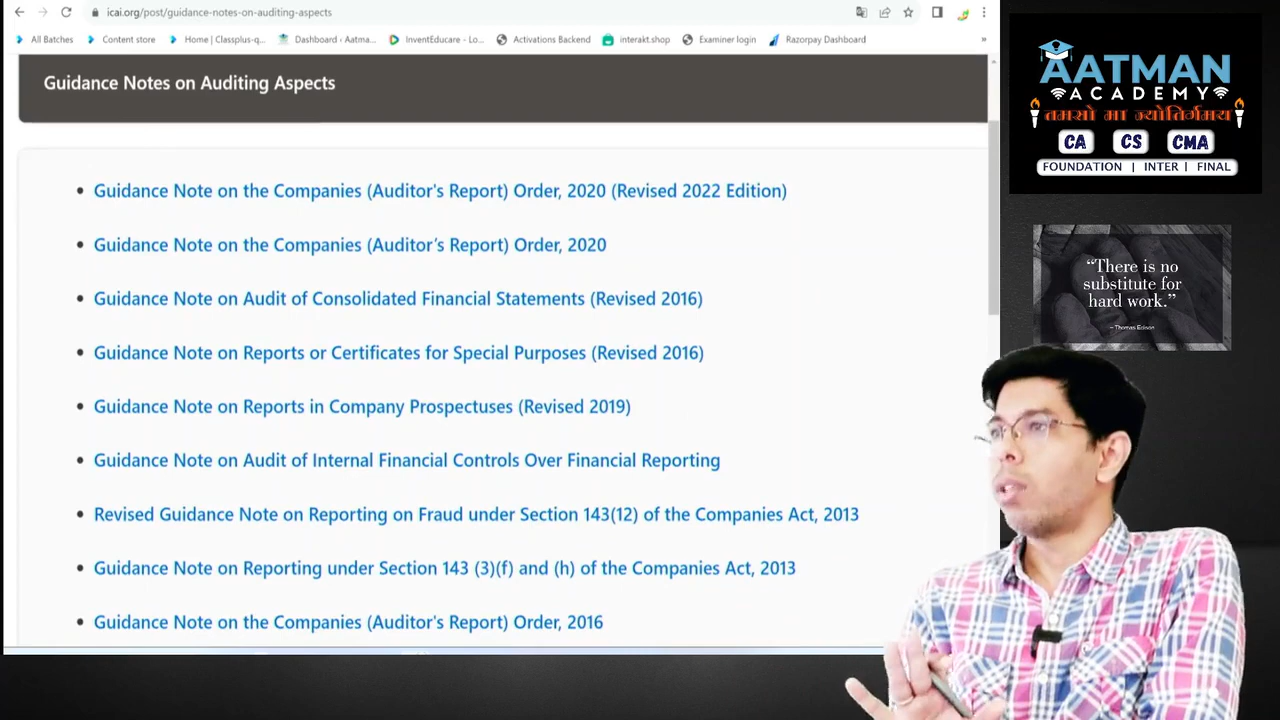 icai.org/post/guidance-notes-on-auditing-aspects
All Batches
Content store
Home | Classplus-q...
Dashboard ‹ Aatma...
InventEducare - Lo...
Activations Backend
interakt.shop
Examiner login
Razorpay Dashboard
»
Guidance Notes on Auditing Aspects
• Guidance Note on the Companies (Auditor's Report) Order, 2020 (Revised 2022 Edition)
• Guidance Note on the Companies (Auditor’s Report) Order, 2020
• Guidance Note on Audit of Consolidated Financial Statements (Revised 2016)
• Guidance Note on Reports or Certificates for Special Purposes (Revised 2016)
• Guidance Note on Reports in Company Prospectuses (Revised 2019)
• Guidance Note on Audit of Internal Financial Controls Over Financial Reporting
• Revised Guidance Note on Reporting on Fraud under Section 143(12) of the Companies Act, 2013
• Guidance Note on Reporting under Section 143 (3)(f) and (h) of the Companies Act, 2013
• Guidance Note on the Companies (Auditor's Report) Order, 2016
AATMAN
ACADEMY
तमसो मा ज्योतिर्गमय
CA CS CMA
FOUNDATION | INTER | FINAL
“There is no
substitute for
hard work.”
– Thomas Edison